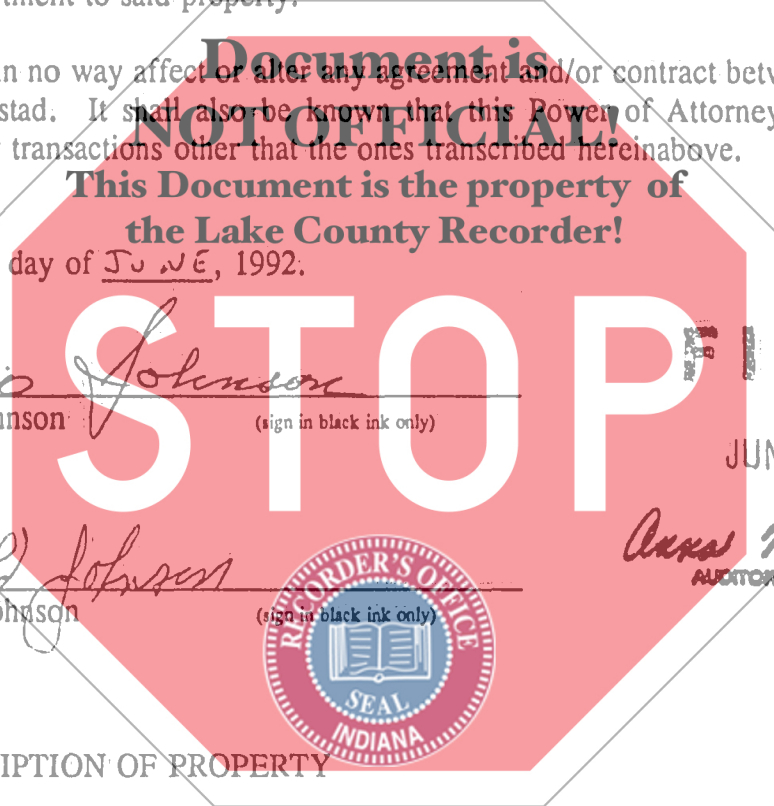 tment to said property.
Document is
in no way affect or alter any agreement and/or contract betw
NOT OFFICIAL!
stad. It shall also be known that this Power of Attorney
transactions other that the ones transcribed hereinabove.
This Document is the property of
the Lake County Recorder!
day of JUNE, 1992.
STOP
Johnson
hnson (sign in black ink only)
JUN
Anna
AUDITOR
Johnson
ohnson (sign in black ink only)
RECORDER'S OFFICE
SEAL
INDIANA
IPTION OF PROPERTY